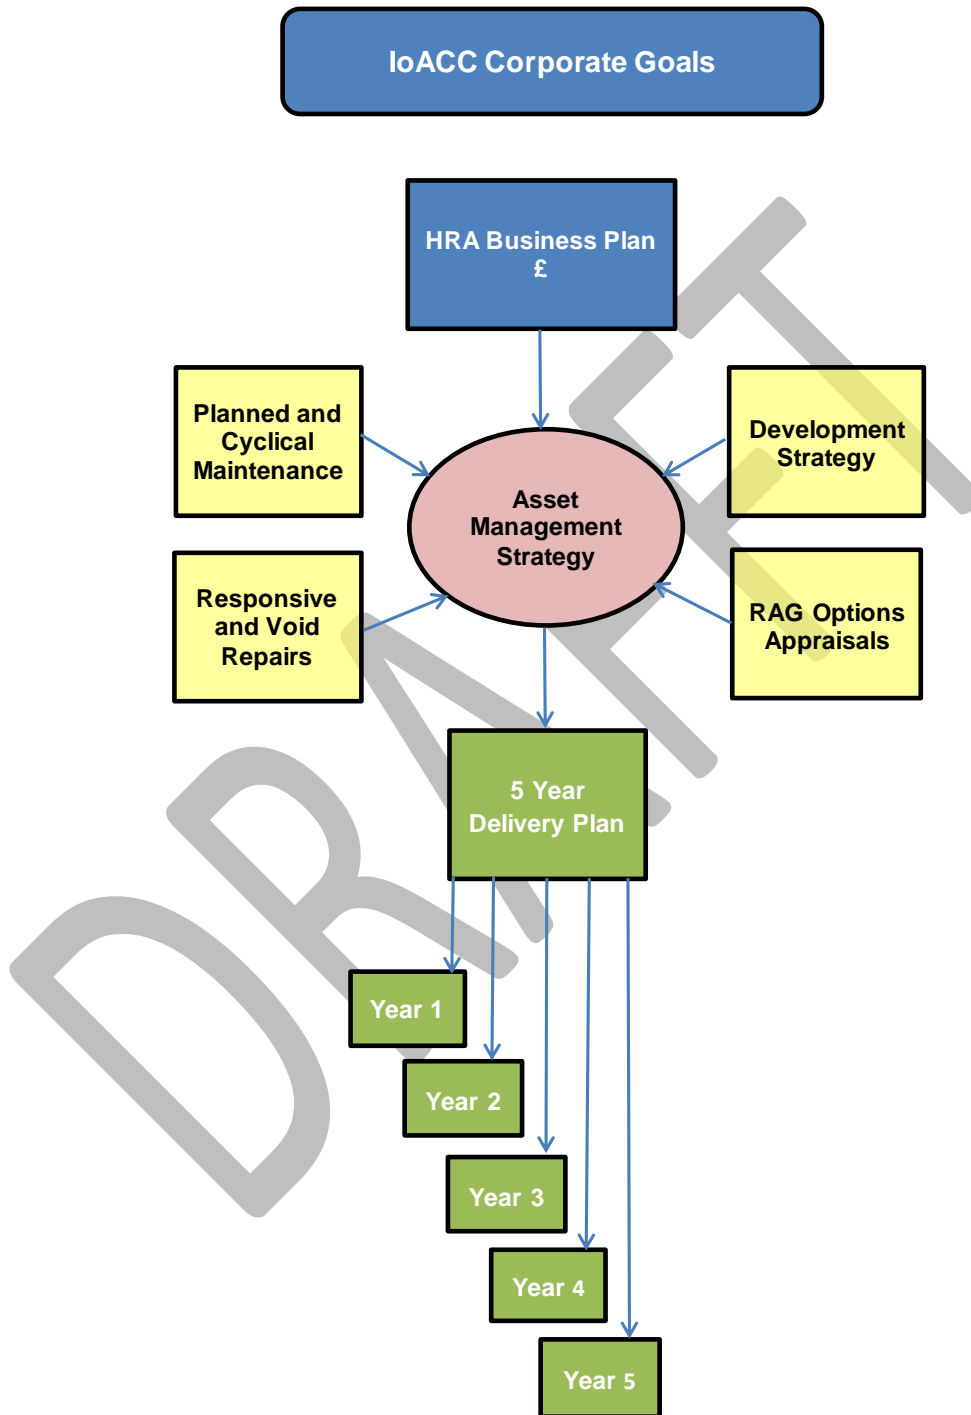 IoACC Corporate Goals
HRA Business Plan
£
Planned and
Cyclical
Maintenance
Development
Strategy
Asset
Management
Strategy
Responsive
and Void
Repairs
RAG Options
Appraisals
5 Year
Delivery Plan
Year 1
Year 2
Year 3
Year 4
Year 5
DRAFT